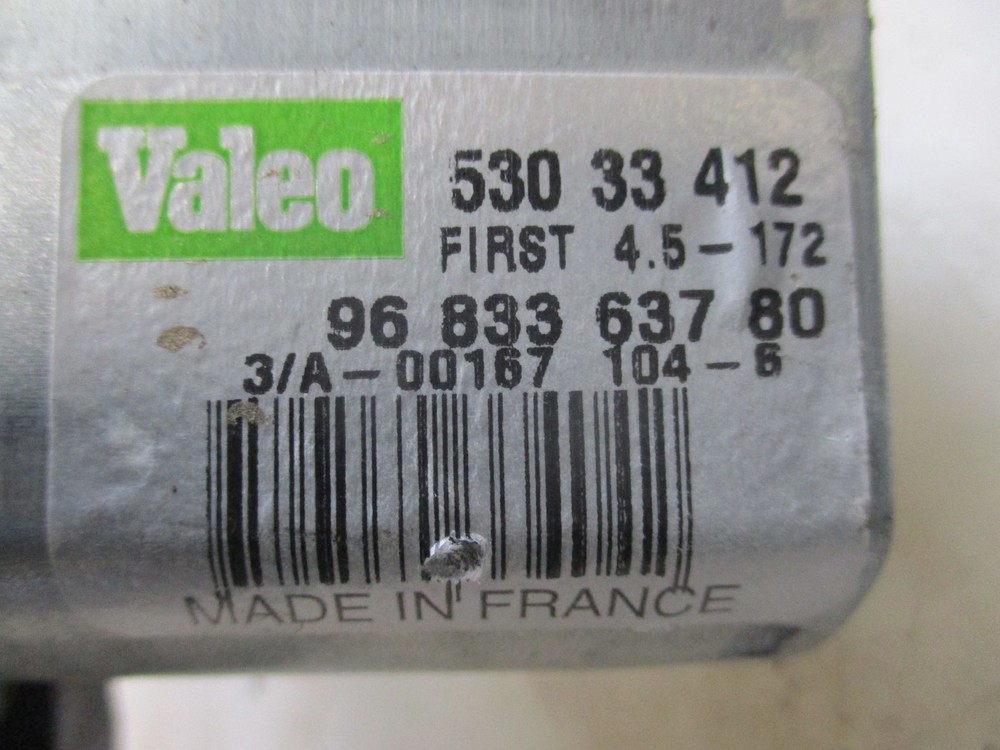 Valeo
530 33 412
FIRST 4.5-172
96 833 637 80
3/A-00167 104-6
MADE IN FRANCE